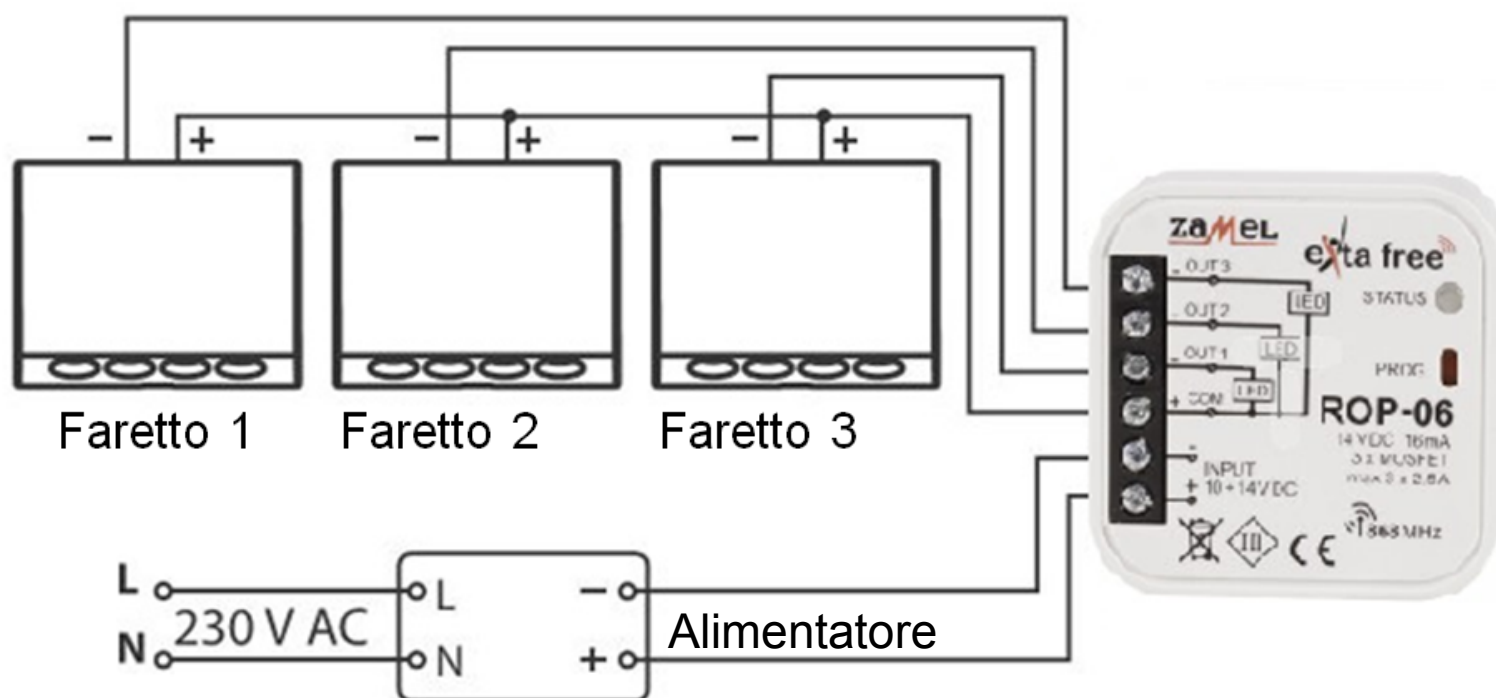 - + - + - +
Faretto 1 Faretto 2 Faretto 3
ZAMEL
exta free
- OUT3
LED
STATUS
- OUT2
LED
- OUT1
LED
PROG
+ COM
ROP-06
14 VDC 16mA
3 x MOSFET
max 3 x 2,5A
-
INPUT
+ 10÷14V DC
868 MHz
III
CE
L
L -
230 V AC
Alimentatore
N
N +